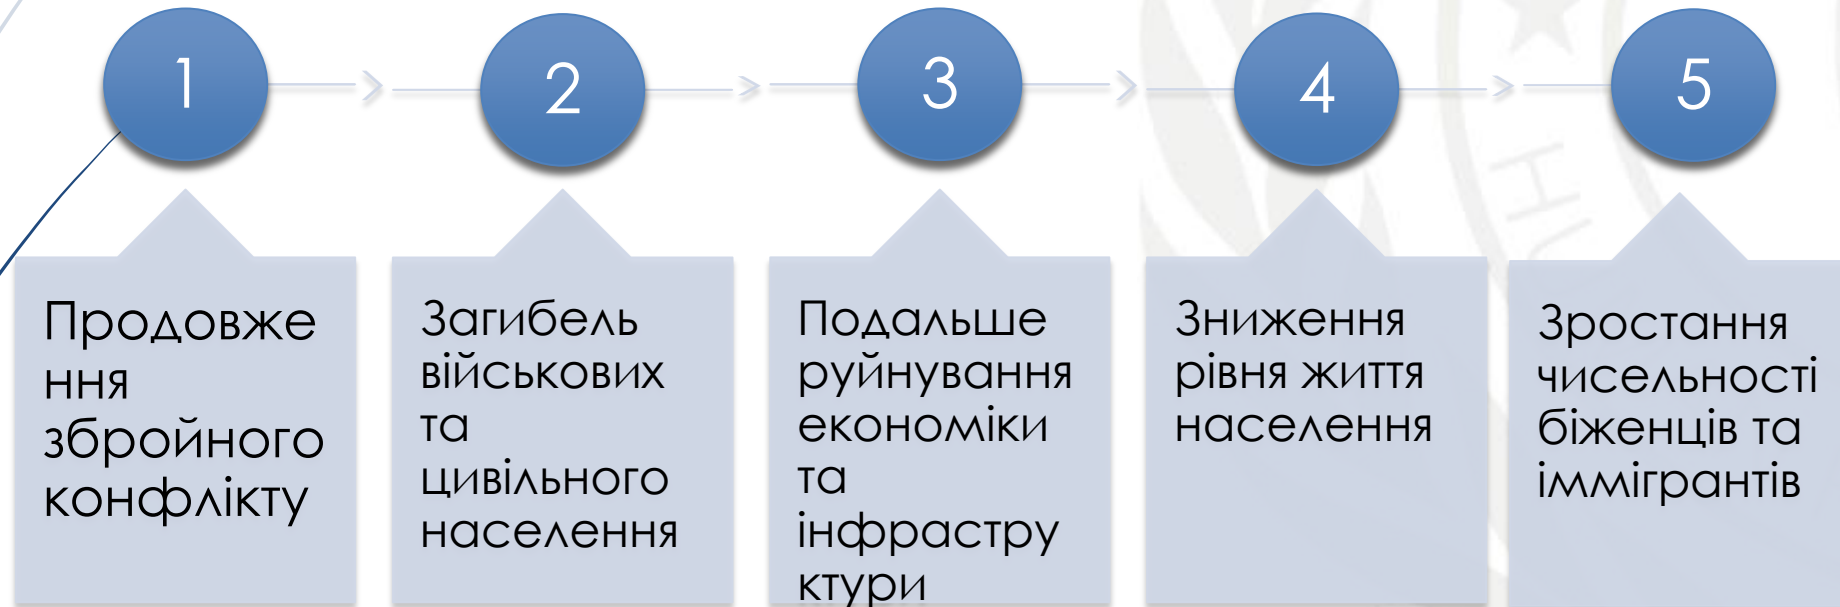 1
2
3
4
5
Продовже
ння
збройного
конфлікту
Загибель
військових
та
цивільного
населення
Подальше
руйнування
економіки
та
інфрастру
ктури
Зниження
рівня життя
населення
Зростання
чисельності
біженців та
іммігрантів